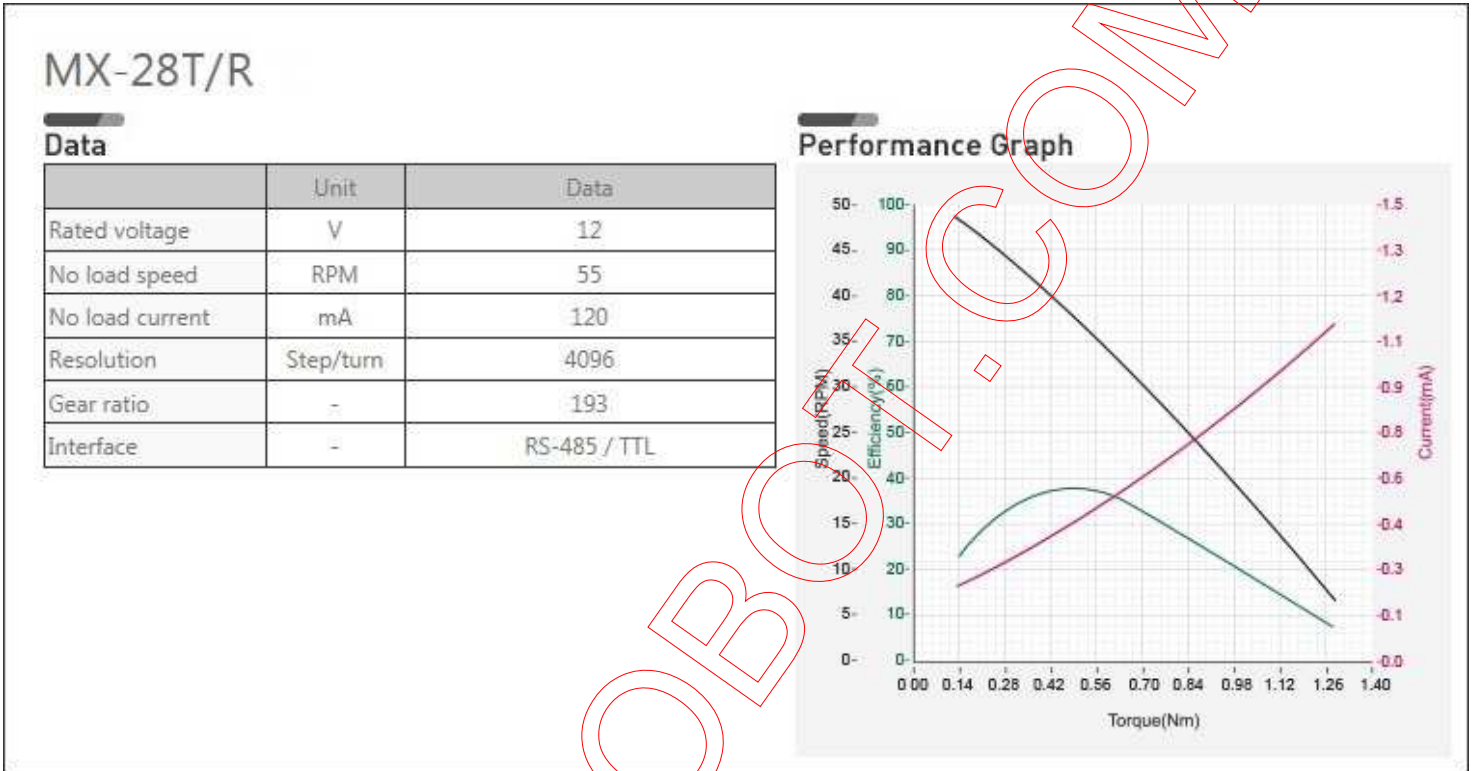 MX-28T/R
Data
Unit Data
Rated voltage V 12
No load speed RPM 55
No load current mA 120
Resolution Step/turn 4096
Gear ratio - 193
Interface - RS-485 / TTL
Performance Graph
50- 100- -1.5
45- 90- -1.3
40- 80- -1.2
35- 70- -1.1
30- 60- -0.9
25- 50- -0.8
20- 40- -0.6
15- 30- -0.4
10- 20- -0.3
5- 10- -0.1
0- 0- -0.0
Speed(RPM)
Efficiency(%)
Current(mA)
0.00 0.14 0.28 0.42 0.56 0.70 0.84 0.98 1.12 1.26 1.40
Torque(Nm)
OBOT.COM